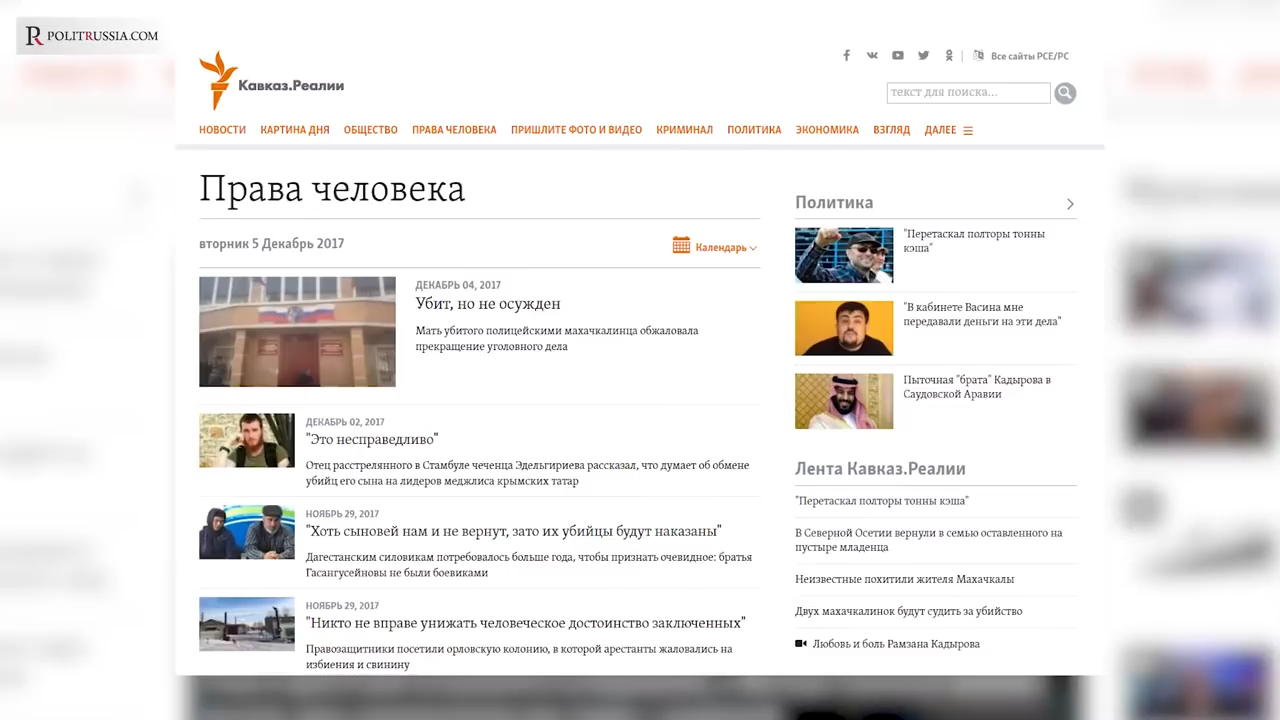 POLITRUSSIA.COM
Кавказ.Реалии
Все сайты РСЕ/РС
текст для поиска...
НОВОСТИ КАРТИНА ДНЯ ОБЩЕСТВО ПРАВА ЧЕЛОВЕКА ПРИШЛИТЕ ФОТО И ВИДЕО КРИМИНАЛ ПОЛИТИКА ЭКОНОМИКА ВЗГЛЯД ДАЛЕЕ
Права человека
вторник 5 Декабрь 2017
Календарь
ДЕКАБРЬ 04, 2017
Убит, но не осужден
Мать убитого полицейскими махачкалинца обжаловала
прекращение уголовного дела
ДЕКАБРЬ 02, 2017
"Это несправедливо"
Отец расстрелянного в Стамбуле чеченца Эдельгириева рассказал, что думает об обмене
убийц его сына на лидеров меджлиса крымских татар
НОЯБРЬ 29, 2017
"Хоть сыновей нам и не вернут, зато их убийцы будут наказаны"
Дагестанским силовикам потребовалось больше года, чтобы признать очевидное: братья
Гасангусейновы не были боевиками
НОЯБРЬ 29, 2017
"Никто не вправе унижать человеческое достоинство заключенных"
Правозащитники посетили орловскую колонию, в которой арестанты жаловались на
избиения и свинину
Политика
"Перетаскал полторы тонны
кэша"
"В кабинете Васина мне
передавали деньги на эти дела"
Пыточная "брата" Кадырова в
Саудовской Аравии
Лента Кавказ.Реалии
"Перетаскал полторы тонны кэша"
В Северной Осетии вернули в семью оставленного на
пустыре младенца
Неизвестные похитили жителя Махачкалы
Двух махачкалинок будут судить за убийство
Любовь и боль Рамзана Кадырова